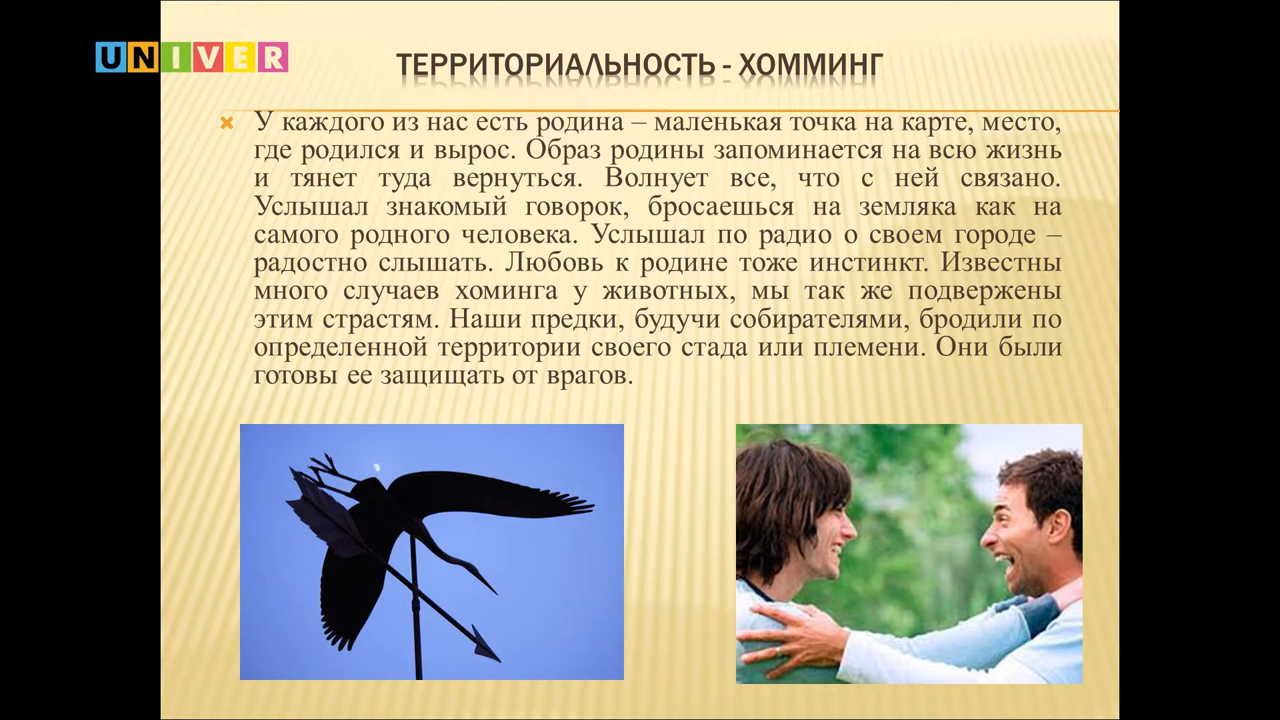 UNIVER
ТЕРРИТОРИАЛЬНОСТЬ - ХОММИНГ
У каждого из нас есть родина – маленькая точка на карте, место,
где родился и вырос. Образ родины запоминается на всю жизнь
и тянет туда вернуться. Волнует все, что с ней связано.
Услышал знакомый говорок, бросаешься на земляка как на
самого родного человека. Услышал по радио о своем городе –
радостно слышать. Любовь к родине тоже инстинкт. Известны
много случаев хоминга у животных, мы так же подвержены
этим страстям. Наши предки, будучи собирателями, бродили по
определенной территории своего стада или племени. Они были
готовы ее защищать от врагов.